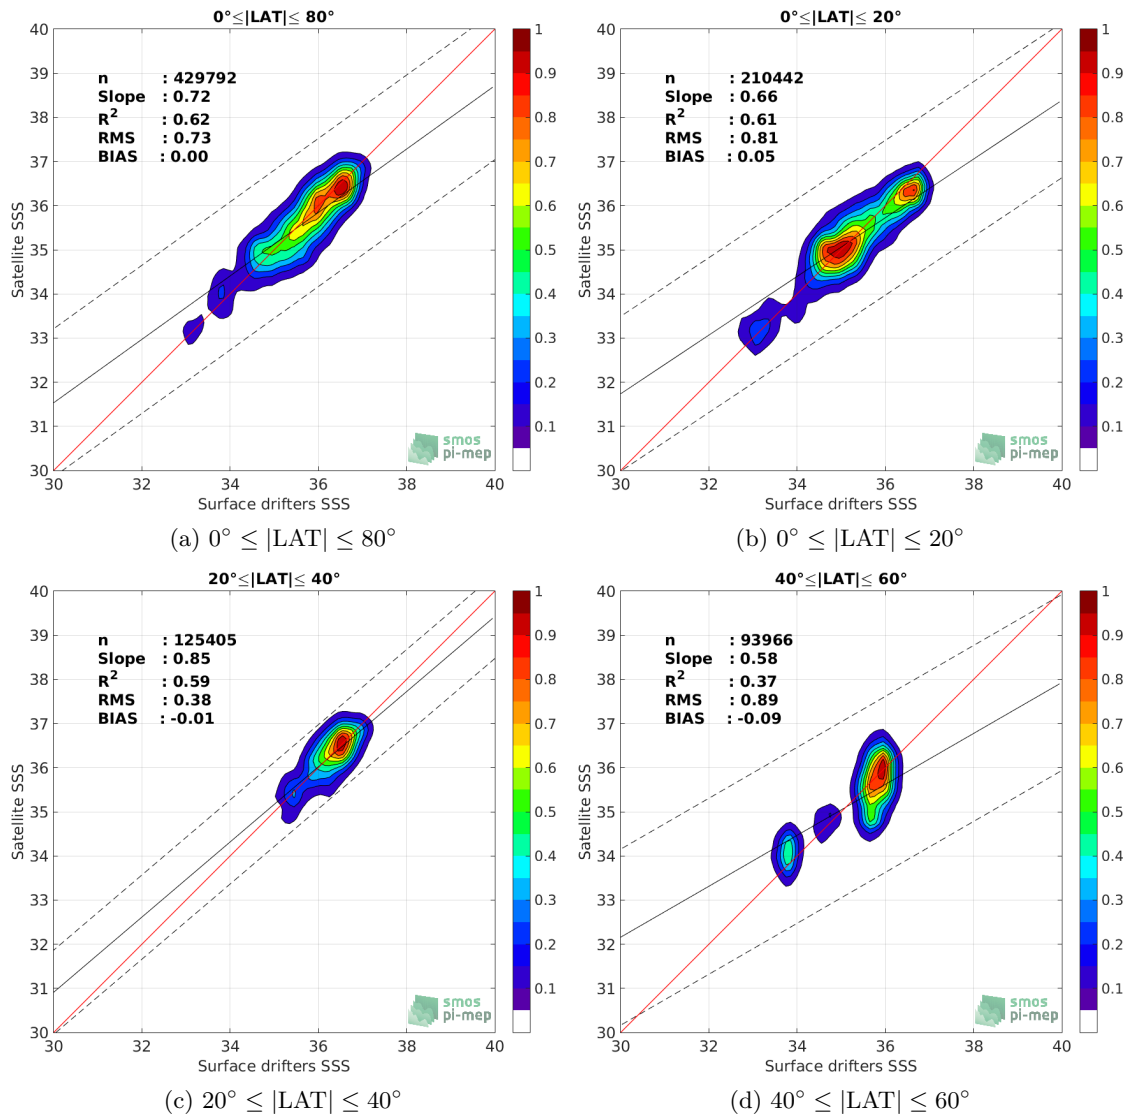 0°≤|LAT|≤ 80°
n : 429792
Slope : 0.72
R² : 0.62
RMS : 0.73
BIAS : 0.00
Satellite SSS
40
39
38
37
36
35
34
33
32
31
30
30 32 34 36 38 40
Surface drifters SSS
1
0.9
0.8
0.7
0.6
0.5
0.4
0.3
0.2
0.1
smos
pi-mep
(a) 0° ≤ |LAT| ≤ 80°
0°≤|LAT|≤ 20°
n : 210442
Slope : 0.66
R² : 0.61
RMS : 0.81
BIAS : 0.05
Satellite SSS
40
39
38
37
36
35
34
33
32
31
30
30 32 34 36 38 40
Surface drifters SSS
1
0.9
0.8
0.7
0.6
0.5
0.4
0.3
0.2
0.1
smos
pi-mep
(b) 0° ≤ |LAT| ≤ 20°
20°≤|LAT|≤ 40°
n : 125405
Slope : 0.85
R² : 0.59
RMS : 0.38
BIAS : -0.01
Satellite SSS
40
39
38
37
36
35
34
33
32
31
30
30 32 34 36 38 40
Surface drifters SSS
1
0.9
0.8
0.7
0.6
0.5
0.4
0.3
0.2
0.1
smos
pi-mep
(c) 20° ≤ |LAT| ≤ 40°
40°≤|LAT|≤ 60°
n : 93966
Slope : 0.58
R² : 0.37
RMS : 0.89
BIAS : -0.09
Satellite SSS
40
39
38
37
36
35
34
33
32
31
30
30 32 34 36 38 40
Surface drifters SSS
1
0.9
0.8
0.7
0.6
0.5
0.4
0.3
0.2
0.1
smos
pi-mep
(d) 40° ≤ |LAT| ≤ 60°